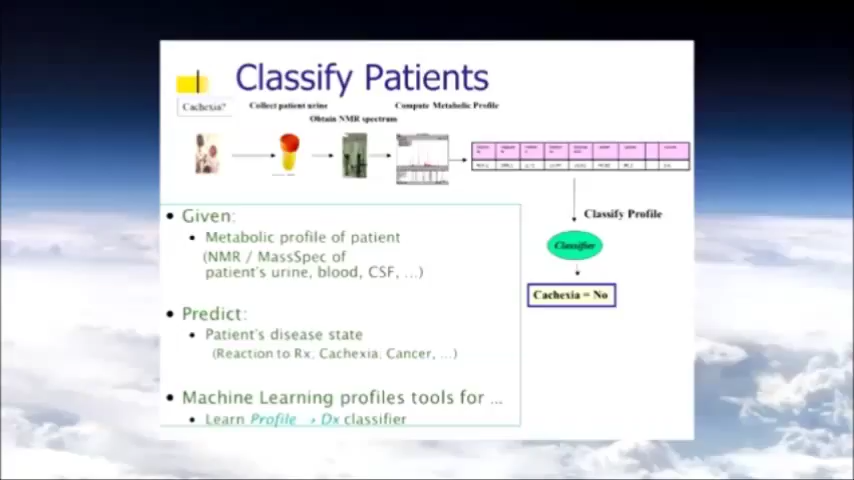 Classify Patients
Cachexia?
Collect patient urine
Compute Metabolic Profile
Obtain NMR spectrum
Classify Profile
Classifier
Cachexia = No
• Given:
• Metabolic profile of patient
(NMR / MassSpec of
patient's urine, blood, CSF, ...)
• Predict:
• Patient's disease state
(Reaction to Rx, Cachexia, Cancer, ...)
• Machine Learning profiles tools for ...
• Learn Profile → Dx classifier